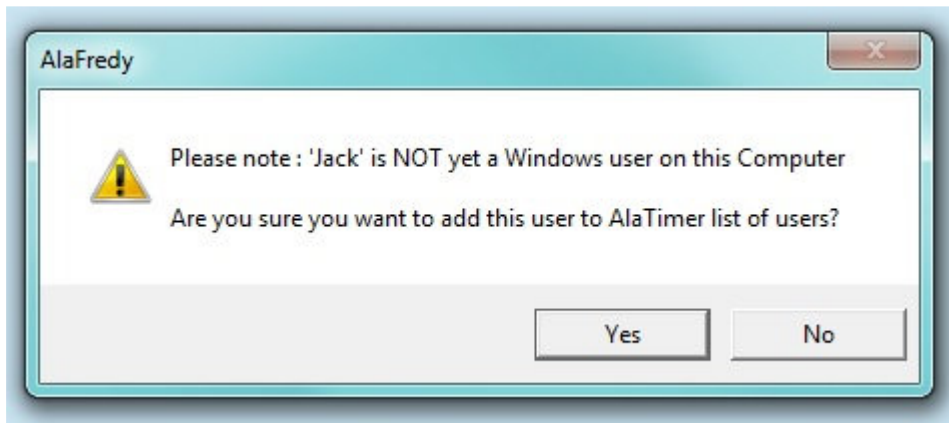 AlaFredy
Please note : 'Jack' is NOT yet a Windows user on this Computer
Are you sure you want to add this user to AlaTimer list of users?
Yes
No